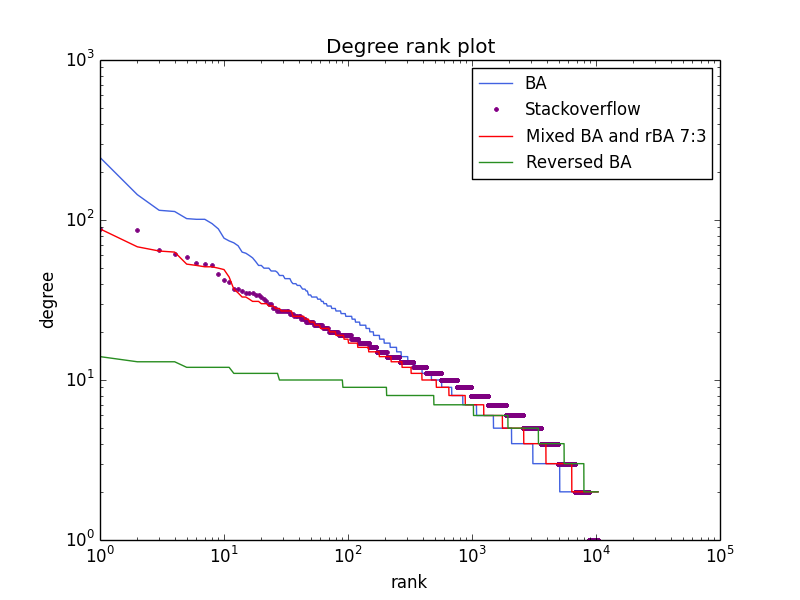 Degree rank plot
10^3
10^2
10^1
10^0
degree
BA
Stackoverflow
Mixed BA and rBA 7:3
Reversed BA
10^0 10^1 10^2 10^3 10^4 10^5
rank